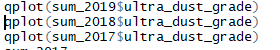 qplot(sum_2019$ultra_dust_grade)
qplot(sum_2018$ultra_dust_grade)
qplot(sum_2017$ultra_dust_grade)